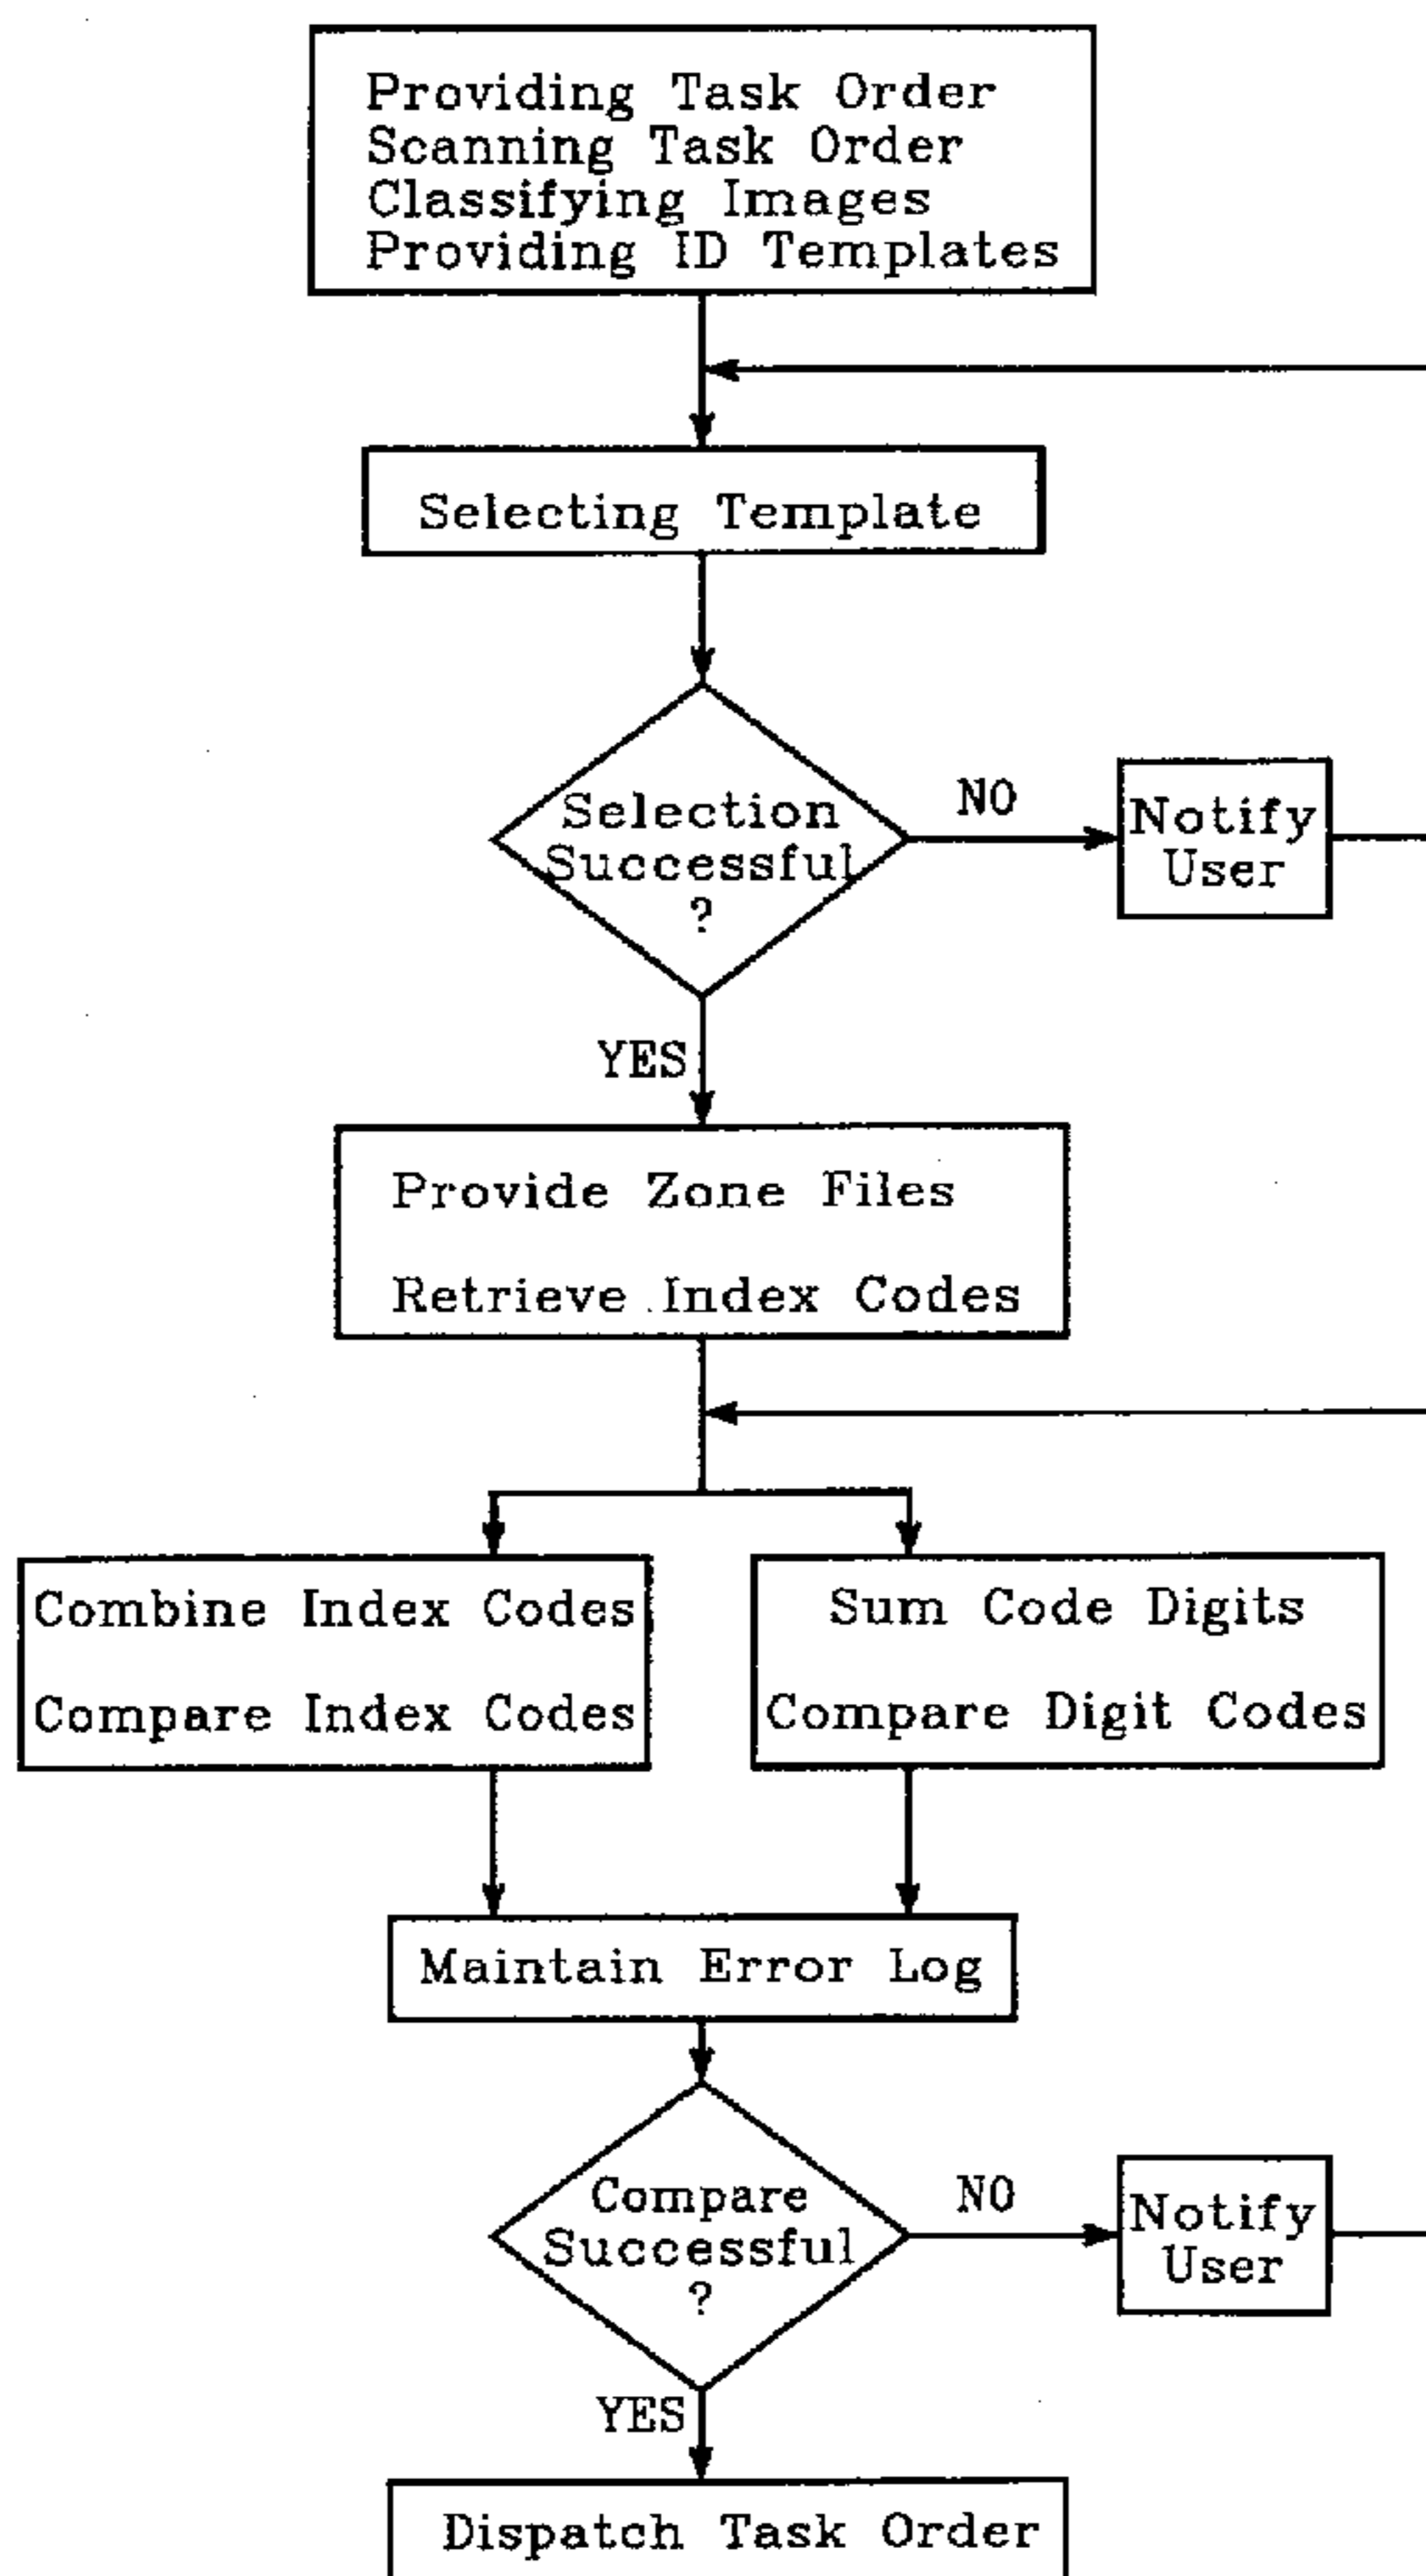 Providing Task Order
Scanning Task Order
Classifying Images
Providing ID Templates
Selecting Template
Selection
Successful
?
NO
Notify
User
YES
Provide Zone Files
Retrieve Index Codes
Combine Index Codes
Compare Index Codes
Sum Code Digits
Compare Digit Codes
Maintain Error Log
Compare
Successful
?
NO
Notify
User
YES
Dispatch Task Order